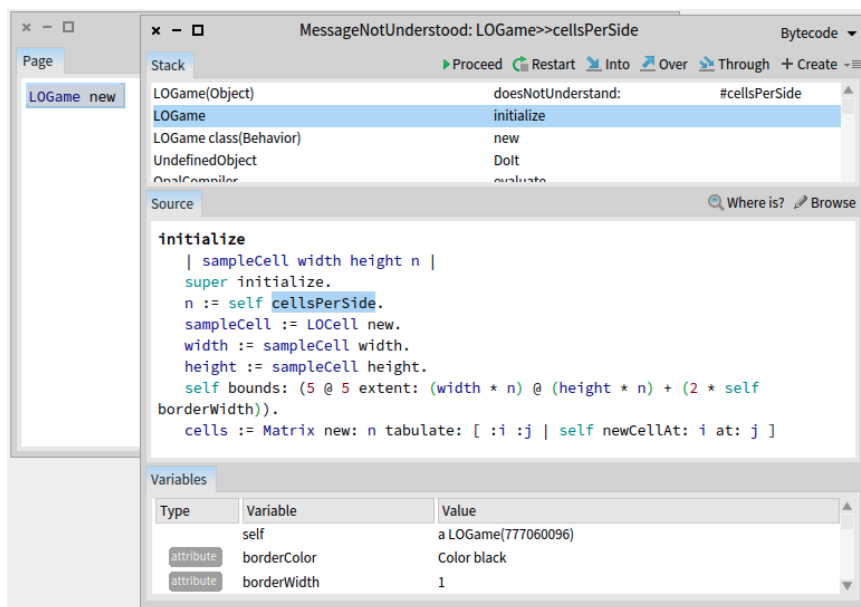 Page
LOGame new
MessageNotUnderstood: LOGame>>cellsPerSide
Bytecode
Stack
Proceed Restart Into Over Through Create
LOGame(Object) doesNotUnderstand: #cellsPerSide
LOGame initialize
LOGame class(Behavior) new
UndefinedObject DoIt
OpalCompiler evaluate
Source Where is? Browse
initialize
| sampleCell width height n |
super initialize.
n := self cellsPerSide.
sampleCell := LOCell new.
width := sampleCell width.
height := sampleCell height.
self bounds: (5 @ 5 extent: (width * n) @ (height * n) + (2 * self
borderWidth)).
cells := Matrix new: n tabulate: [ :i :j | self newCellAt: i at: j ]
Variables
Type Variable Value
self a LOGame(777060096)
attribute borderColor Color black
attribute borderWidth 1